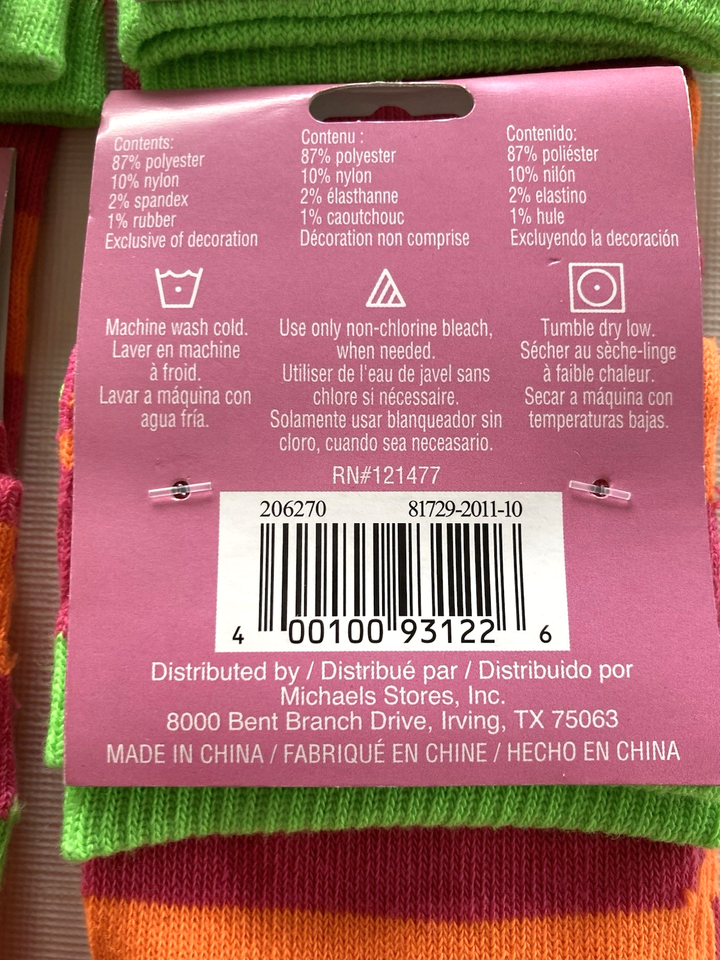 Contents:
87% polyester
10% nylon
2% spandex
1% rubber
Exclusive of decoration
Contenu :
87% polyester
10% nylon
2% élasthanne
1% caoutchouc
Décoration non comprise
Contenido:
87% poliéster
10% nilón
2% elastino
1% hule
Excluyendo la decoración
Machine wash cold.
Laver en machine
à froid.
Lavar a máquina con
agua fría.
Use only non-chlorine bleach,
when needed.
Utiliser de l'eau de javel sans
chlore si nécessaire.
Solamente usar blanqueador sin
cloro, cuando sea neceasario.
Tumble dry low.
Sécher au sèche-linge
à faible chaleur.
Secar a máquina con
temperaturas bajas.
RN#121477
206270 81729-2011-10
4 00100 93122 6
Distributed by / Distribué par / Distribuido por
Michaels Stores, Inc.
8000 Bent Branch Drive, Irving, TX 75063
MADE IN CHINA / FABRIQUÉ EN CHINE / HECHO EN CHINA